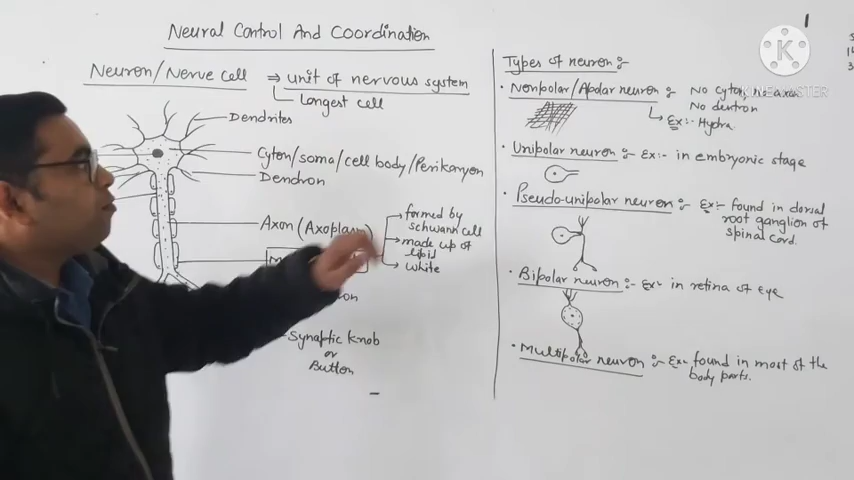 Neural Control And Coordination
Neuron/Nerve cell ⇒ unit of nervous system
Longest cell
Dendrites
Cyton/soma/cell body/Perikaryon
Dendron
Axon (Axoplasm)
formed by
schwann cell
made up of
lipid
white
Synaptic knob
or
Button
1
Types of neuron :-
• Nonpolar/Apolar neuron :- No cyton, no axon
No dentron
Ex:- Hydra
• Unipolar neuron :- Ex:- in embryonic stage
• Pseudo-unipolar neuron :- Ex:- found in dorsal
root ganglion of
spinal cord.
• Bipolar neuron :- Ex:- in retina of eye
• Multipolar neuron :- Ex:- found in most of the
body parts.
K
KINEMASTER